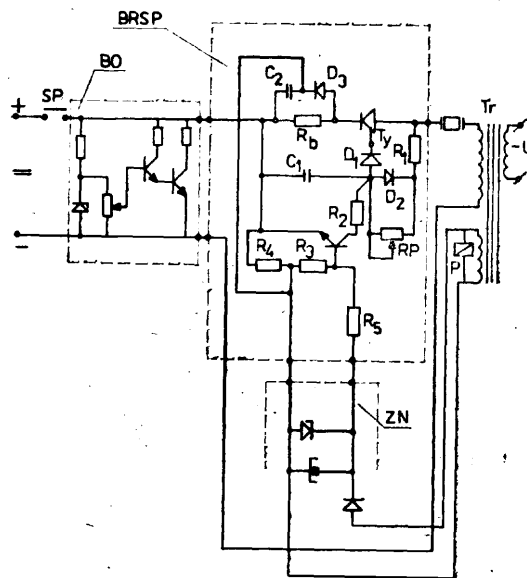 BRSP
BO
SP
+
=
−
C2
D3
Rb
Ty
Tr
D1
R1
C1
D2
R2
RP
R4
R3
R5
P
ZN